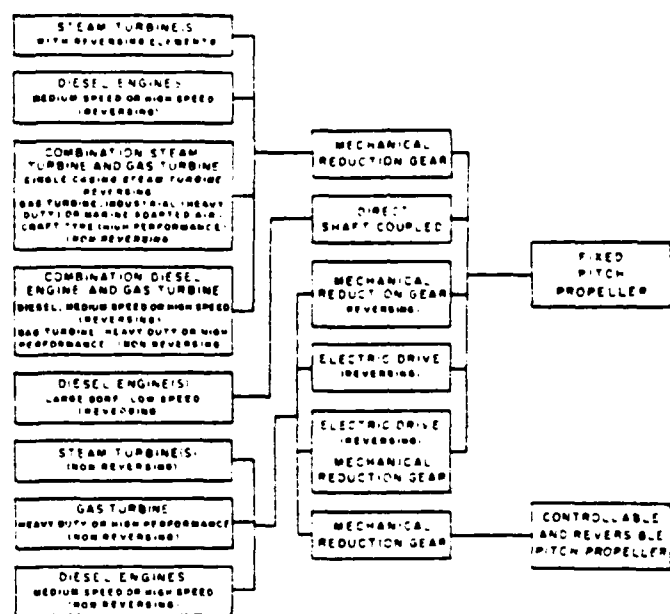 STEAM TURBINE(S
WITH REVERSING ELEMENTS
DIESEL ENGINES
MEDIUM SPEED OR HIGH SPEED
(REVERSING)
COMBINATION STEAM
TURBINE AND GAS TURBINE
SINGLE CASING STEAM TURBINE
REVERSING
GAS TURBINE, INDUSTRIAL (HEAVY
DUTY) OR MARINE ADAPTED AIR-
CRAFT TYPE (HIGH PERFORMANCE)
(NON REVERSING
COMBINATION DIESEL
ENGINE AND GAS TURBINE
DIESEL, MEDIUM SPEED OR HIGH SPEED
(REVERSING)
GAS TURBINE HEAVY DUTY OR HIGH
PERFORMANCE (NON REVERSING
DIESEL ENGINE(S)
LARGE BORE, LOW SPEED
(REVERSING
STEAM TURBINE(S)
(NON REVERSING)
GAS TURBINE
HEAVY DUTY OR HIGH PERFORMANCE
(NON REVERSING)
DIESEL ENGINES
MEDIUM SPEED OR HIGH SPEED
(NON REVERSING)
MECHANICAL
REDUCTION GEAR
DIRECT
SHAFT COUPLED
MECHANICAL
REDUCTION GEAR
REVERSING)
ELECTRIC DRIVE
(REVERSING)
ELECTRIC DRIVE
(REVERSING)
MECHANICAL
REDUCTION GEAR
MECHANICAL
REDUCTION GEAR
FIXED
PITCH
PROPELLER
CONTROLLABLE
AND REVERSIBLE
PITCH PROPELLER